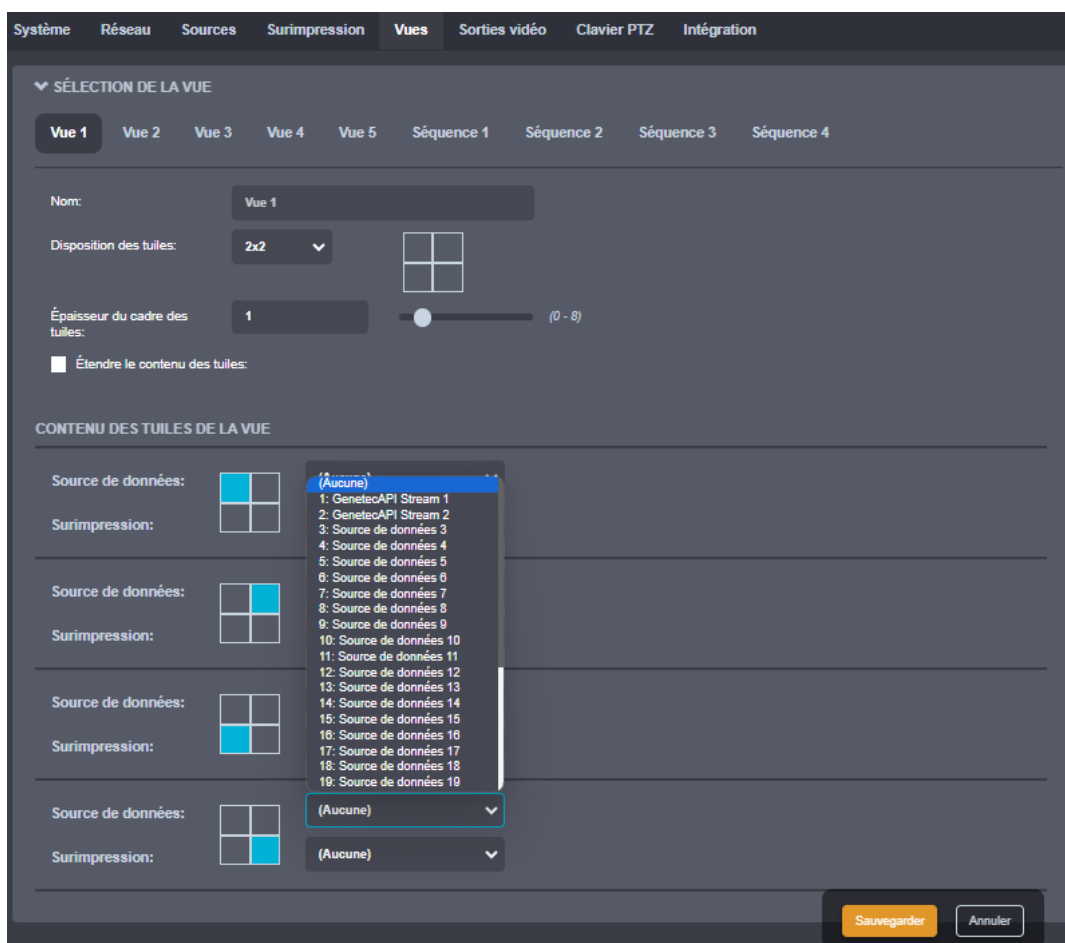 Système Réseau Sources Surimpression Vues Sorties vidéo Clavier PTZ Intégration
SÉLECTION DE LA VUE
Vue 1 Vue 2 Vue 3 Vue 4 Vue 5 Séquence 1 Séquence 2 Séquence 3 Séquence 4
Nom: Vue 1
Disposition des tuiles: 2x2
Épaisseur du cadre des
tuiles: 1 (0 - 8)
Étendre le contenu des tuiles:
CONTENU DES TUILES DE LA VUE
Source de données:
Surimpression:
(Aucune)
1: GenetecAPI Stream 1
2: GenetecAPI Stream 2
3: Source de données 3
4: Source de données 4
5: Source de données 5
6: Source de données 6
7: Source de données 7
8: Source de données 8
9: Source de données 9
10: Source de données 10
11: Source de données 11
12: Source de données 12
13: Source de données 13
14: Source de données 14
15: Source de données 15
16: Source de données 16
17: Source de données 17
18: Source de données 18
19: Source de données 19
Source de données:
Surimpression:
Source de données:
Surimpression:
Source de données: (Aucune)
Surimpression: (Aucune)
Sauvegarder Annuler